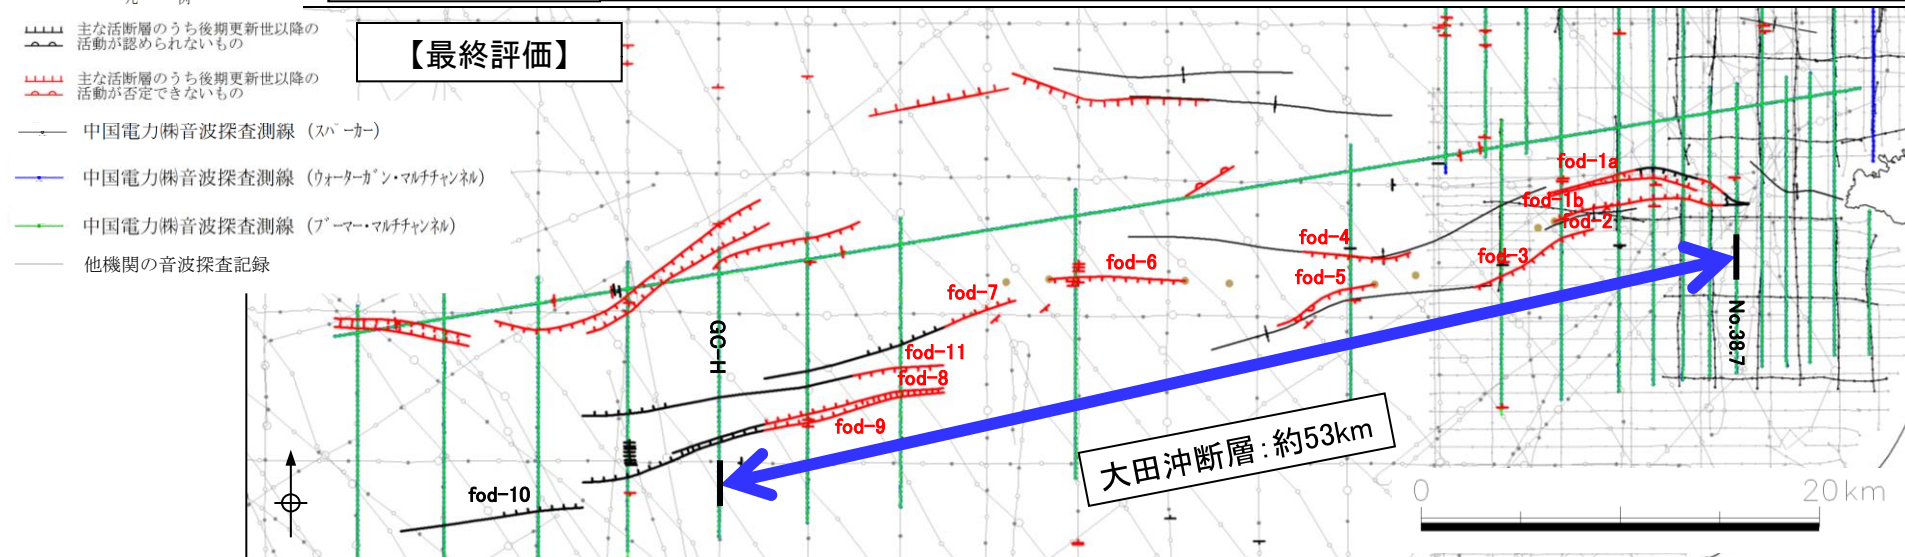 凡 例
主な活断層のうち後期更新世以降の
活動が認められないもの
主な活断層のうち後期更新世以降の
活動が否定できないもの
中国電力㈱音波探査測線 (スパーカー)
中国電力㈱音波探査測線 (ウォーターガン・マルチチャンネル)
中国電力㈱音波探査測線 (ブーマー・マルチチャンネル)
他機関の音波探査記録
【最終評価】
fod-1a
fod-1b
fod-2
fod-3
fod-4
fod-5
fod-6
fod-7
fod-11
fod-8
fod-9
fod-10
GO-H
No.38.7
大田沖断層：約53km
0
20km